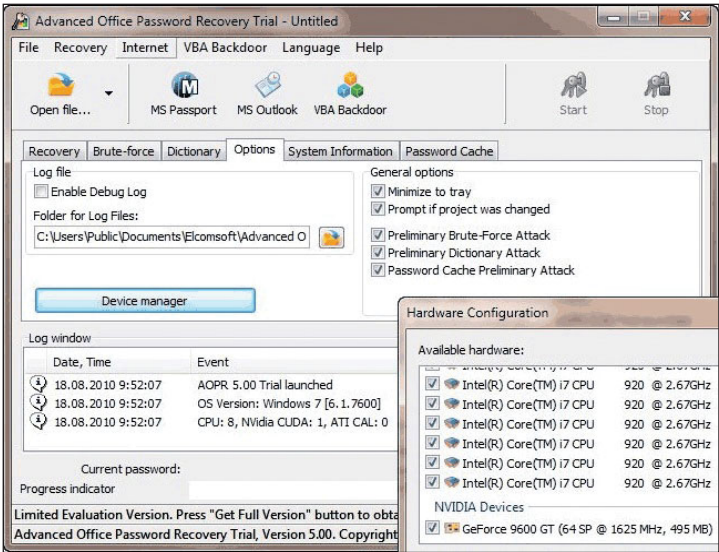 Advanced Office Password Recovery Trial - Untitled
File Recovery Internet VBA Backdoor Language Help
Open file... MS Passport MS Outlook VBA Backdoor Start Stop
Recovery Brute-force Dictionary Options System Information Password Cache
Log file
Enable Debug Log
Folder for Log Files:
C:\Users\Public\Documents\Elcomsoft\Advanced O
Device manager
General options
Minimize to tray
Prompt if project was changed
Preliminary Brute-Force Attack
Preliminary Dictionary Attack
Password Cache Preliminary Attack
Log window
Date, Time Event
18.08.2010 9:52:07 AOPR 5.00 Trial launched
18.08.2010 9:52:07 OS Version: Windows 7 [6.1.7600]
18.08.2010 9:52:07 CPU: 8, NVidia CUDA: 1, ATI CAL: 0
Current password:
Progress indicator
Limited Evaluation Version. Press "Get Full Version" button to obta
Advanced Office Password Recovery Trial, Version 5.00. Copyright
Hardware Configuration
Available hardware:
Intel(R) Core(TM) i7 CPU 920 @ 2.67GHz
Intel(R) Core(TM) i7 CPU 920 @ 2.67GHz
Intel(R) Core(TM) i7 CPU 920 @ 2.67GHz
Intel(R) Core(TM) i7 CPU 920 @ 2.67GHz
Intel(R) Core(TM) i7 CPU 920 @ 2.67GHz
Intel(R) Core(TM) i7 CPU 920 @ 2.67GHz
NVIDIA Devices
GeForce 9600 GT (64 SP @ 1625 MHz, 495 MB)